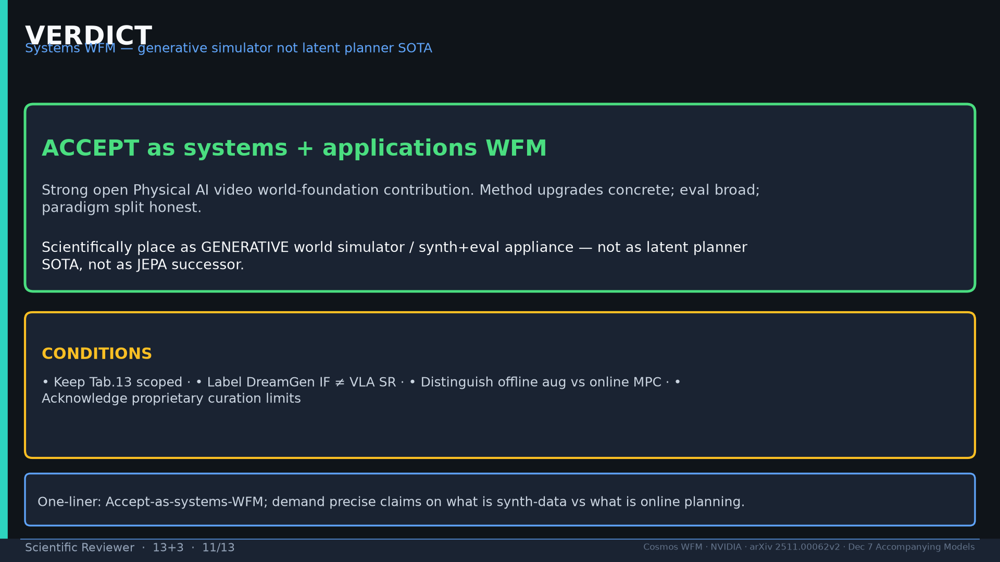 VERDICT
Systems WFM — generative simulator not latent planner SOTA
ACCEPT as systems + applications WFM
Strong open Physical AI video world-foundation contribution. Method upgrades concrete; eval broad;
paradigm split honest.
Scientifically place as GENERATIVE world simulator / synth+eval appliance — not as latent planner
SOTA, not as JEPA successor.
CONDITIONS
• Keep Tab.13 scoped · • Label DreamGen IF ≠ VLA SR · • Distinguish offline aug vs online MPC · •
Acknowledge proprietary curation limits
One-liner: Accept-as-systems-WFM; demand precise claims on what is synth-data vs what is online planning.
Scientific Reviewer · 13+3 · 11/13
Cosmos WFM · NVIDIA · arXiv 2511.00062v2 · Dec 7 Accompanying Models